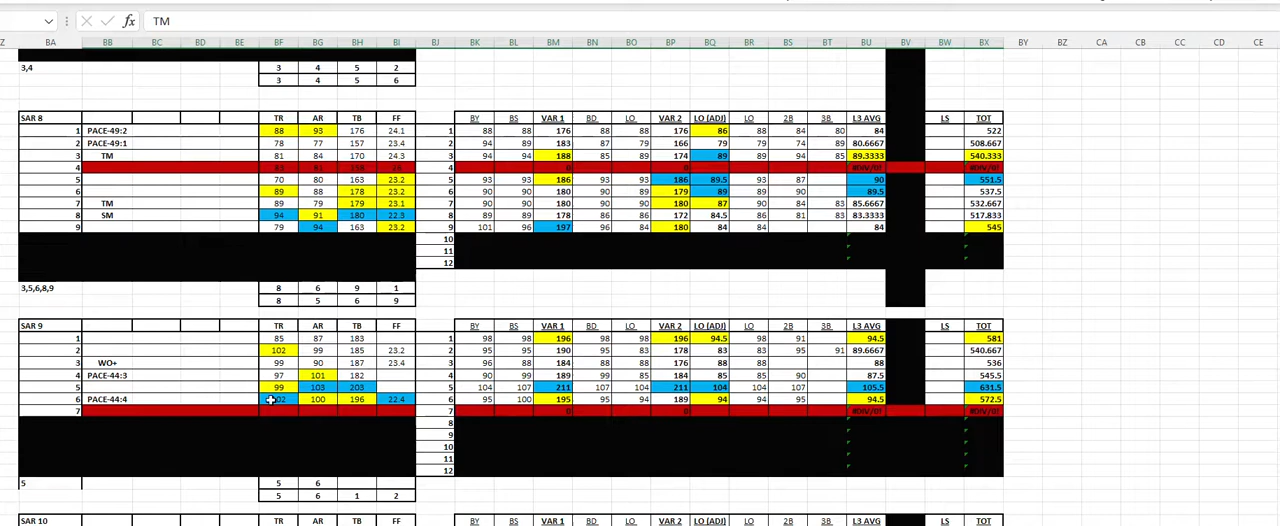 TM
Z BA BB BC BD BE BF BG BH BI BJ BK BL BM BN BO BP BQ BR BS BT BU BV BW BX BY BZ CA CB CC CD CE
3,4 3 4 5 2
3 4 5 6
SAR 8 TR AR TB FF BY BS VAR 1 BD LO VAR 2 LO (ADJ) LO 2B 3B L3 AVG LS TOT
1 PACE-49:2 88 93 176 24.1 1 88 88 176 88 88 176 86 88 84 80 84 522
2 PACE-49:1 78 77 157 23.4 2 94 89 183 87 79 166 79 79 74 89 80.6667 508.667
3 TM 81 84 170 24.3 3 94 94 188 89 85 174 89 89 94 85 89.3333 540.333
4 4 0 0 #DIV/0! #DIV/0!
5 70 80 163 23.2 5 93 93 186 93 93 186 89.5 93 87 90 551.5
6 89 88 178 23.2 6 90 90 180 90 89 179 89 89 90 89.5 537.5
7 TM 89 79 179 23.1 7 90 90 180 90 90 180 87 90 84 83 85.6667 532.667
8 SM 94 91 180 22.3 8 89 89 178 86 86 172 84.5 86 81 83 83.3333 517.833
9 79 94 163 23.2 9 101 96 197 96 84 180 84 84 84 545
10
11
12
3,5,6,8,9 8 6 9 1
8 5 6 9
SAR 9 TR AR TB FF BY BS VAR 1 BD LO VAR 2 LO (ADJ) LO 2B 3B L3 AVG LS TOT
1 85 87 183 1 98 98 196 98 98 196 94.5 98 91 94.5 581
2 102 99 185 23.2 2 95 95 190 95 83 178 83 83 95 91 89.6667 540.667
3 WO+ 99 90 187 23.4 3 96 88 184 88 88 176 88 88 88 536
4 PACE-44:3 97 101 182 4 90 99 189 99 85 184 88 85 90 87.5 545.5
5 99 103 203 5 104 107 211 107 104 211 104 104 107 105.5 631.5
6 PACE-44:4 100 196 22.4 6 95 100 195 95 94 189 94 94 95 94.5 572.5
7 7 0 0 #DIV/0! #DIV/0!
8
9
10
11
12
5 5 6
5 6 1 2
SAR 10 TR AR TB FF BY BS VAR 1 BD LO VAR 2 LO (ADJ) LO 2B 3B L3 AVG LS TOT